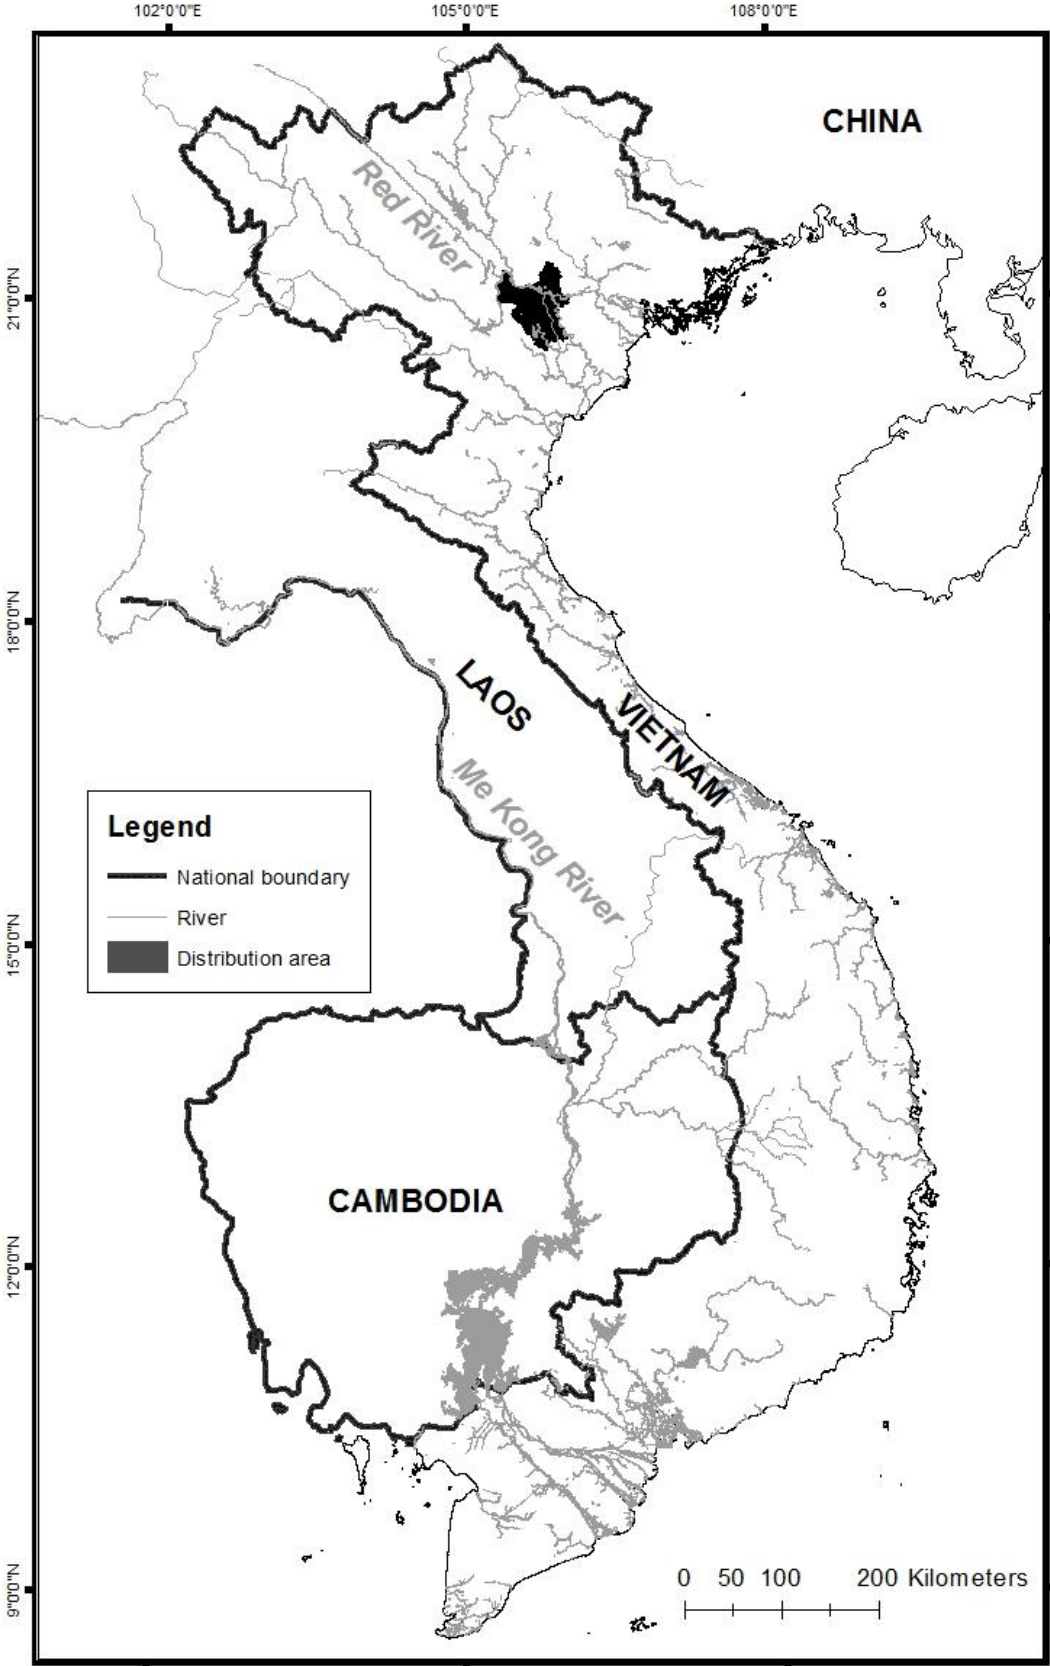 102°0'0"E 105°0'0"E 108°0'0"E
CHINA
Red River
21°0'0"N
18°0'0"N
LAOS
VIETNAM
Me Kong River
Legend
National boundary
River
Distribution area
15°0'0"N
CAMBODIA
12°0'0"N
9°0'0"N
0 50 100 200 Kilometers